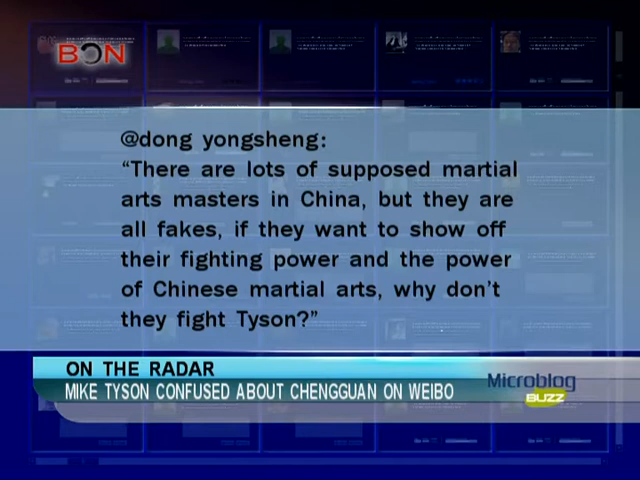 BON
@dong yongsheng:
“There are lots of supposed martial
arts masters in China, but they are
all fakes, if they want to show off
their fighting power and the power
of Chinese martial arts, why don't
they fight Tyson?”
ON THE RADAR
MIKE TYSON CONFUSED ABOUT CHENGGUAN ON WEIBO
Microblog
BUZZ